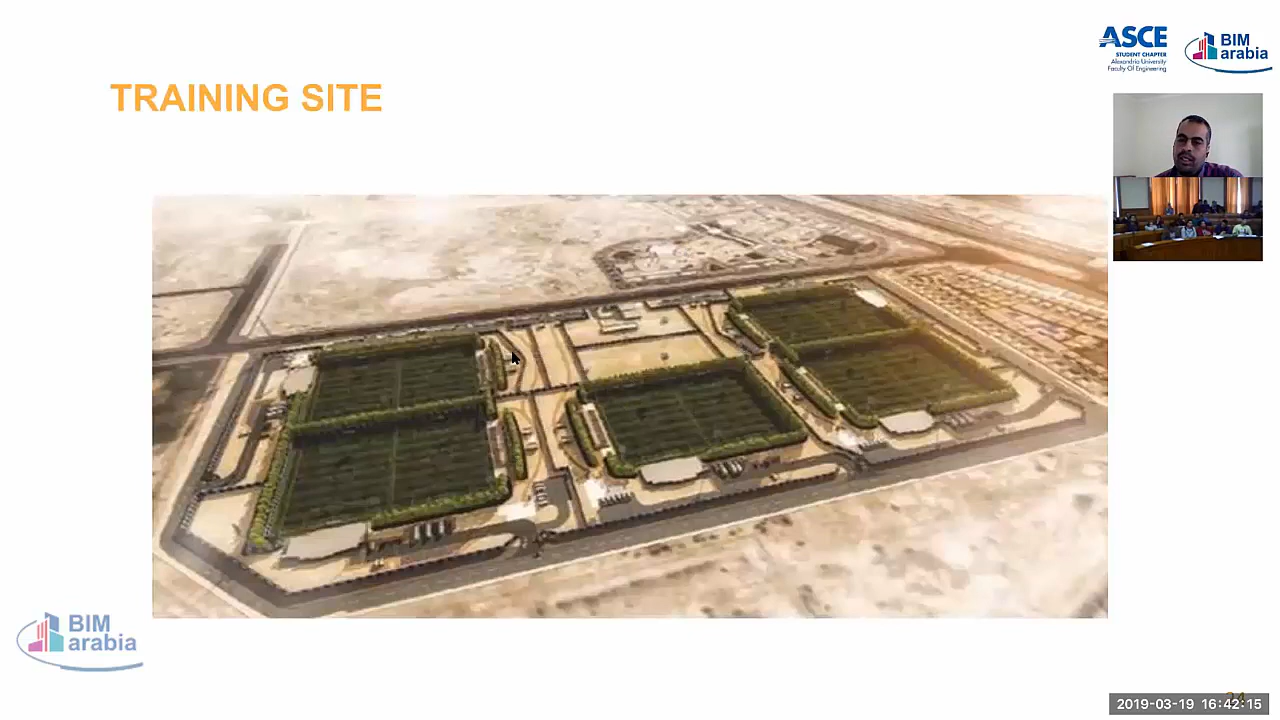 ASCE
STUDENT CHAPTER
Alexandria University
Faculty Of Engineering
BIM
arabia
TRAINING SITE
BIM
arabia
24
2019-03-19 16:42:15